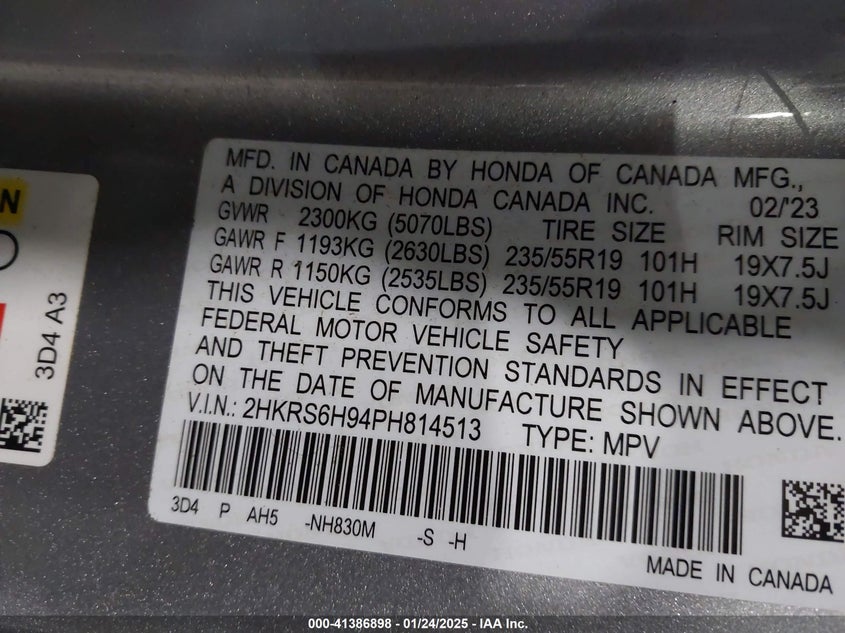 N
3D4 A3
MFD. IN CANADA BY HONDA OF CANADA MFG.,
A DIVISION OF HONDA CANADA INC. 02/'23
GVWR 2300KG (5070LBS) TIRE SIZE RIM SIZE
GAWR F 1193KG (2630LBS) 235/55R19 101H 19X7.5J
GAWR R 1150KG (2535LBS) 235/55R19 101H 19X7.5J
THIS VEHICLE CONFORMS TO ALL APPLICABLE
FEDERAL MOTOR VEHICLE SAFETY
AND THEFT PREVENTION STANDARDS IN EFFECT
ON THE DATE OF MANUFACTURE SHOWN ABOVE.
V.I.N.: 2HKRS6H94PH814513 TYPE: MPV
3D4 P AH5 -NH830M -S -H
MADE IN CANADA
000-41386898 - 01/24/2025 - IAA Inc.